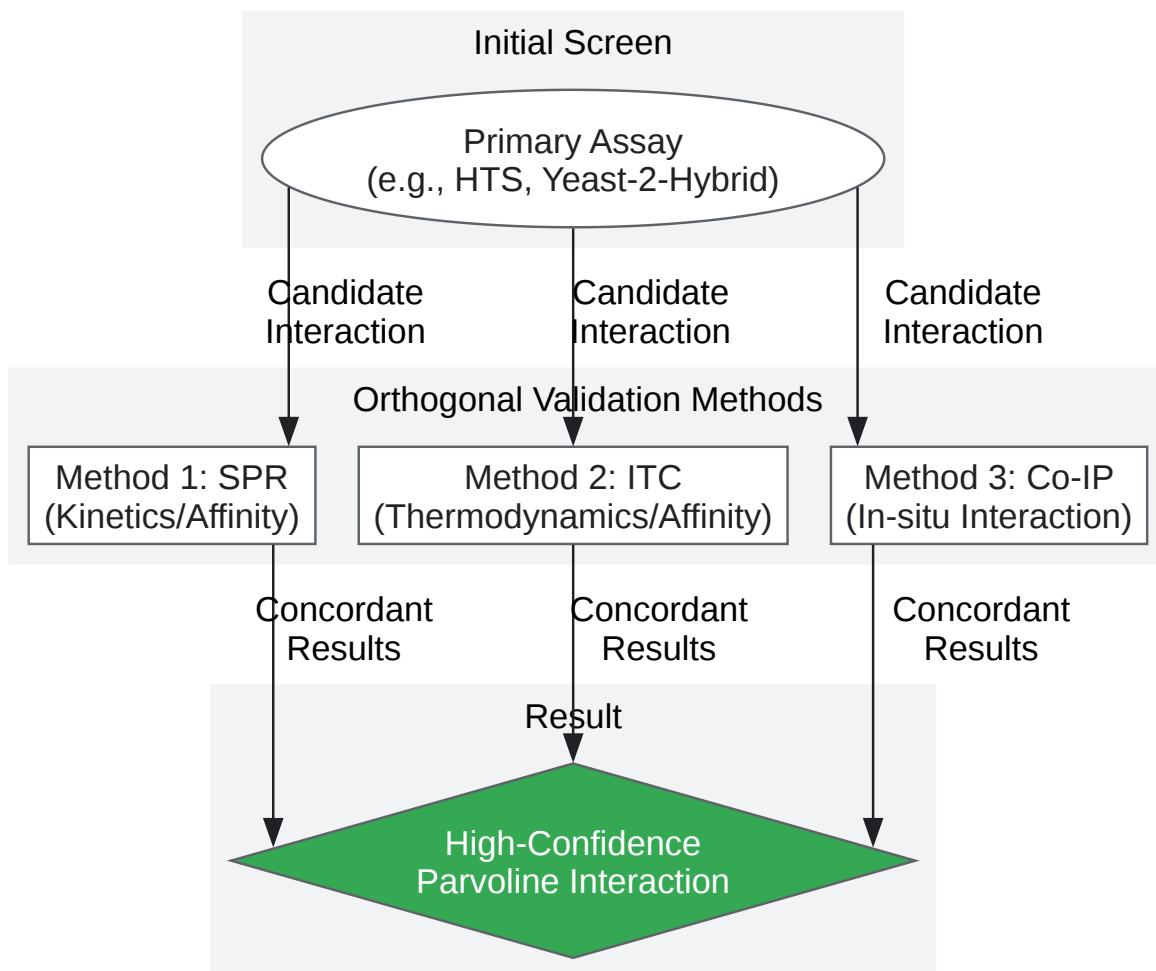 Initial Screen
Primary Assay
(e.g., HTS, Yeast-2-Hybrid)
Candidate
Interaction
Candidate
Interaction
Candidate
Interaction
Orthogonal Validation Methods
Method 1: SPR
(Kinetics/Affinity)
Method 2: ITC
(Thermodynamics/Affinity)
Method 3: Co-IP
(In-situ Interaction)
Concordant
Results
Concordant
Results
Concordant
Results
Result
High-Confidence
Parvoline Interaction